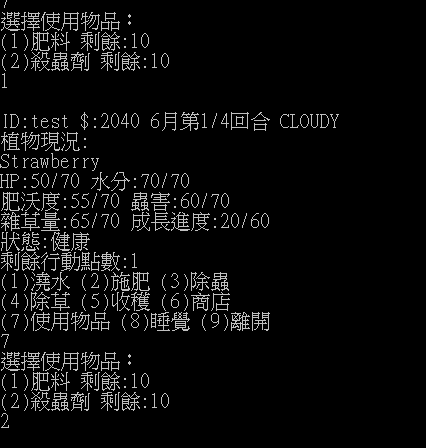 7
選擇使用物品：
(1)肥料 剩餘:10
(2)殺蟲劑 剩餘:10
1
ID:test $:2040 6月第1/4回合 CLOUDY
植物現況:
Strawberry
HP:50/70 水分:70/70
肥沃度:55/70 蟲害:60/70
雜草量:65/70 成長進度:20/60
狀態:健康
剩餘行動點數:1
(1)澆水 (2)施肥 (3)除蟲
(4)除草 (5)收穫 (6)商店
(7)使用物品 (8)睡覺 (9)離開
7
選擇使用物品：
(1)肥料 剩餘:10
(2)殺蟲劑 剩餘:10
2